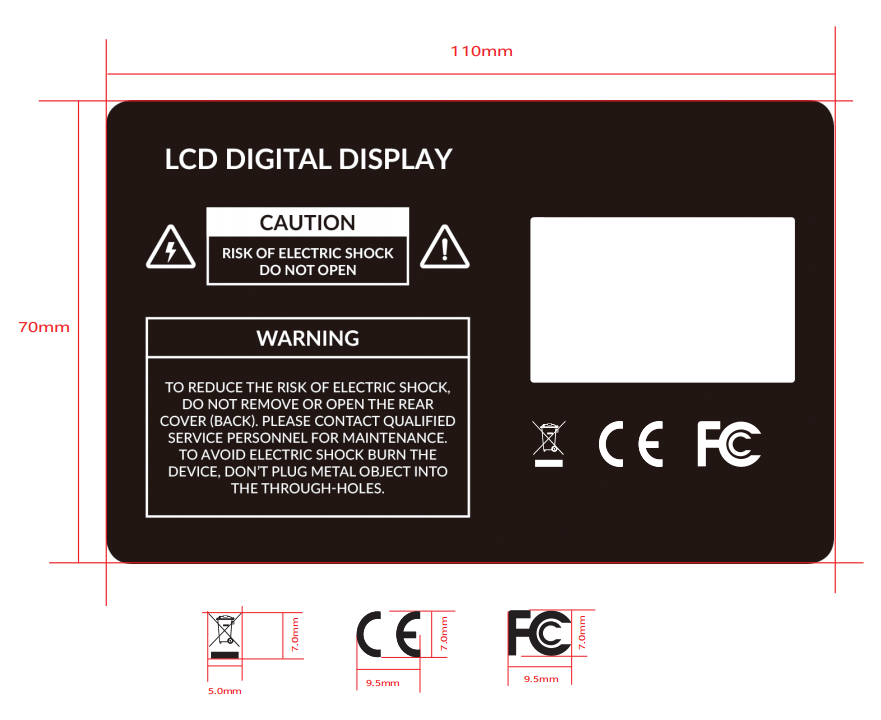 110mm
70mm
LCD DIGITAL DISPLAY
CAUTION
RISK OF ELECTRIC SHOCK
DO NOT OPEN
WARNING
TO REDUCE THE RISK OF ELECTRIC SHOCK,
DO NOT REMOVE OR OPEN THE REAR
COVER (BACK). PLEASE CONTACT QUALIFIED
SERVICE PERSONNEL FOR MAINTENANCE.
TO AVOID ELECTRIC SHOCK BURN THE
DEVICE, DON'T PLUG METAL OBJECT INTO
THE THROUGH-HOLES.
CE FC
7.0mm
5.0mm
CE
7.0mm
9.5mm
FC
7.0mm
9.5mm